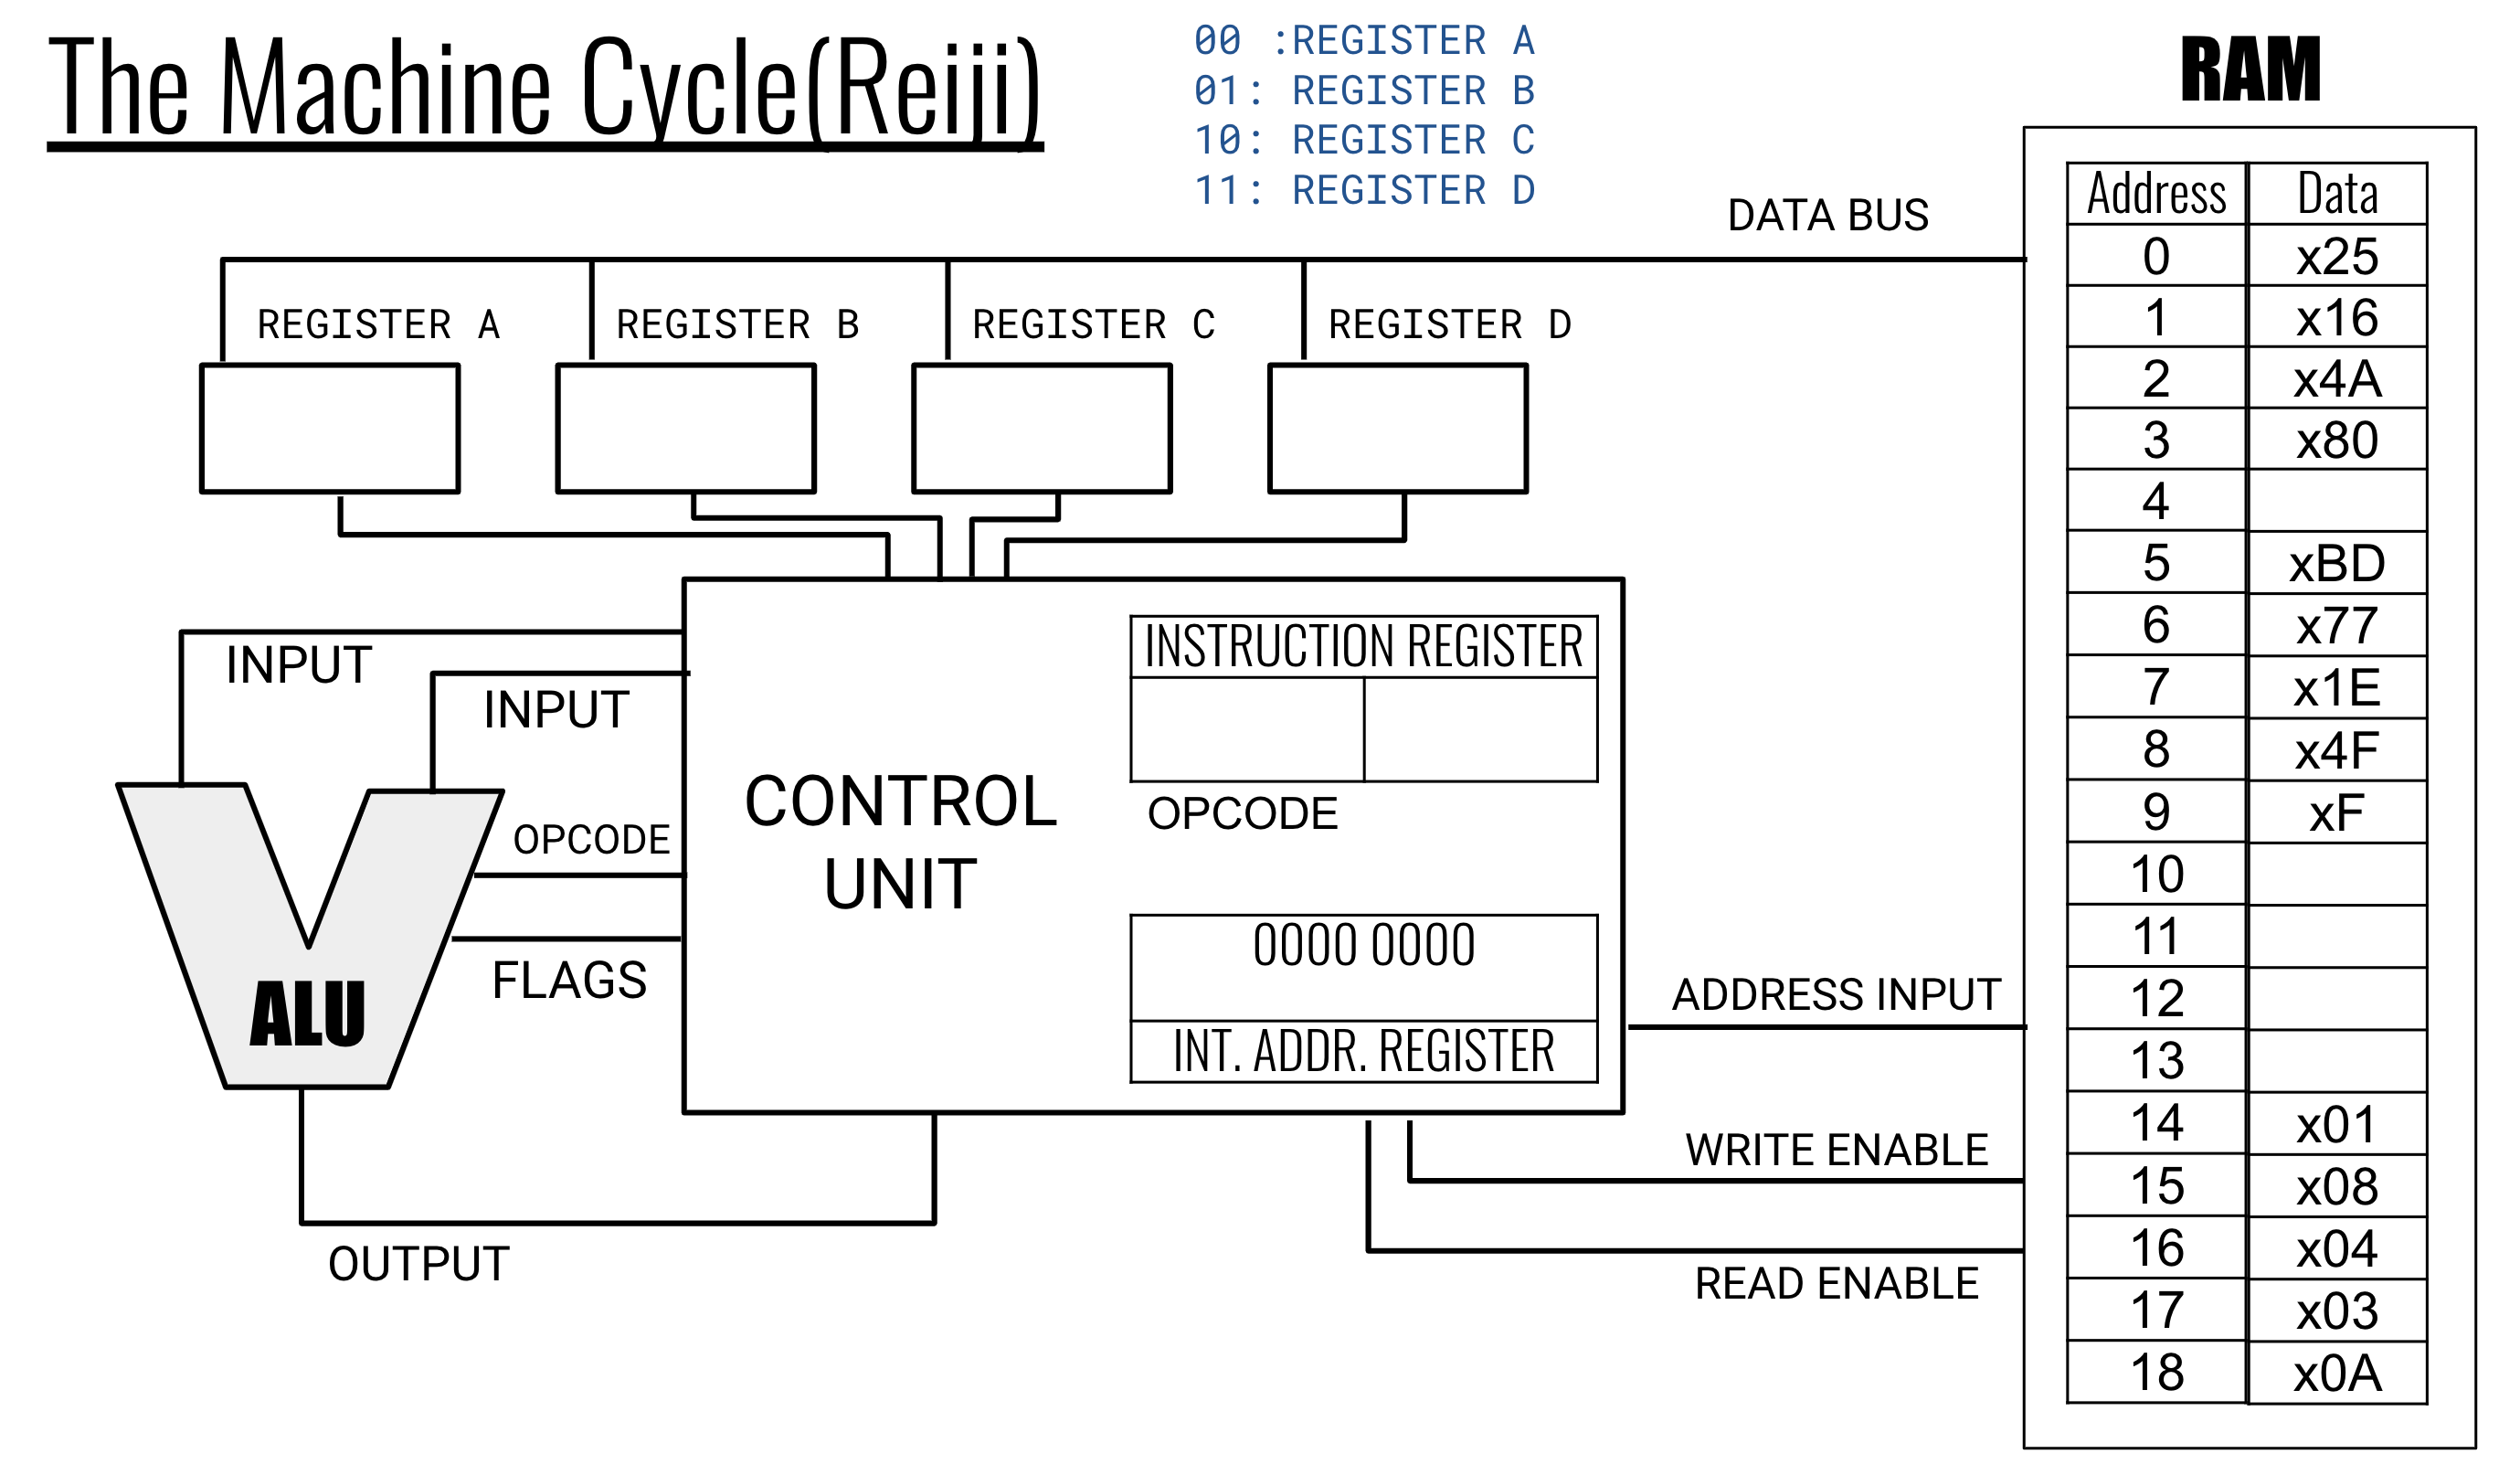 The Machine Cycle(Reiji)
00 :REGISTER A
01: REGISTER B
10: REGISTER C
11: REGISTER D
RAM
DATA BUS
REGISTER A
REGISTER B
REGISTER C
REGISTER D
INPUT
INPUT
OPCODE
FLAGS
ALU
OUTPUT
CONTROL
UNIT
INSTRUCTION REGISTER
OPCODE
0000 0000
INT. ADDR. REGISTER
ADDRESS INPUT
WRITE ENABLE
READ ENABLE
Address Data
0 x25
1 x16
2 x4A
3 x80
4
5 xBD
6 x77
7 x1E
8 x4F
9 xF
10
11
12
13
14 x01
15 x08
16 x04
17 x03
18 x0A